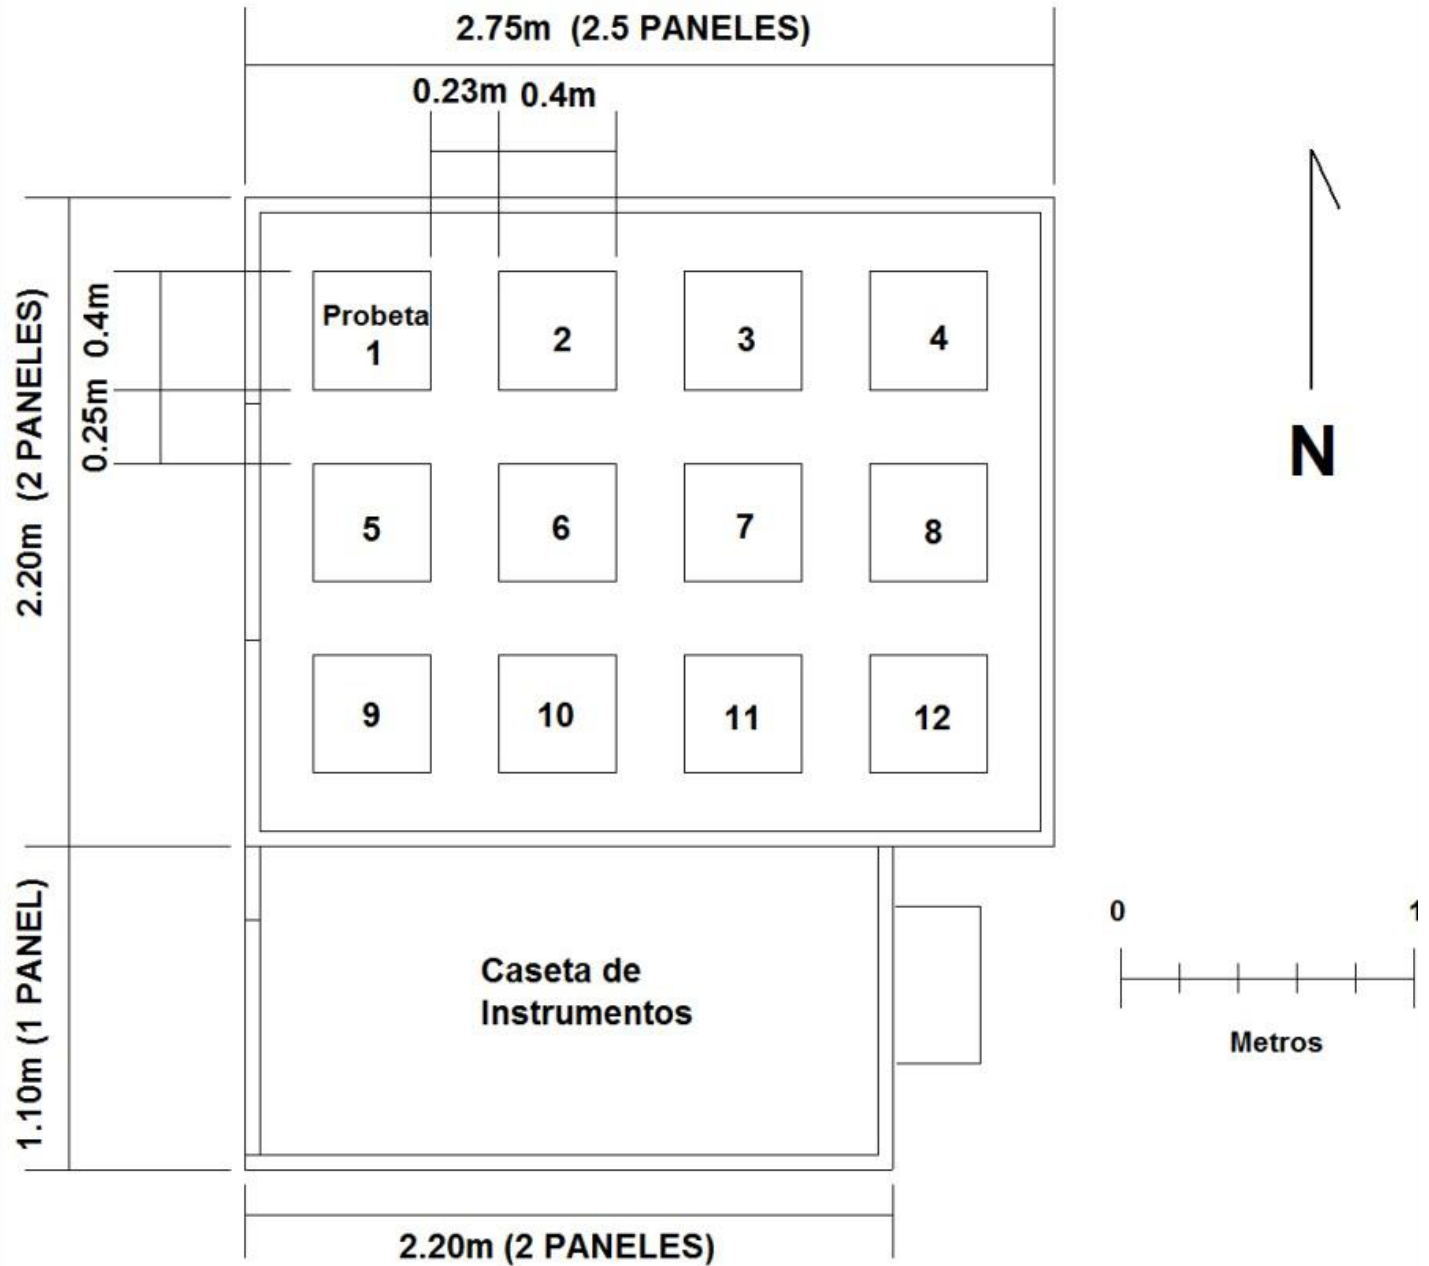 2.75m (2.5 PANELES)
0.23m 0.4m
2.20m (2 PANELES)
0.25m 0.4m
Probeta
1
2
3
4
N
5
6
7
8
9
10
11
12
1.10m (1 PANEL)
Caseta de
Instrumentos
0
1
Metros
2.20m (2 PANELES)